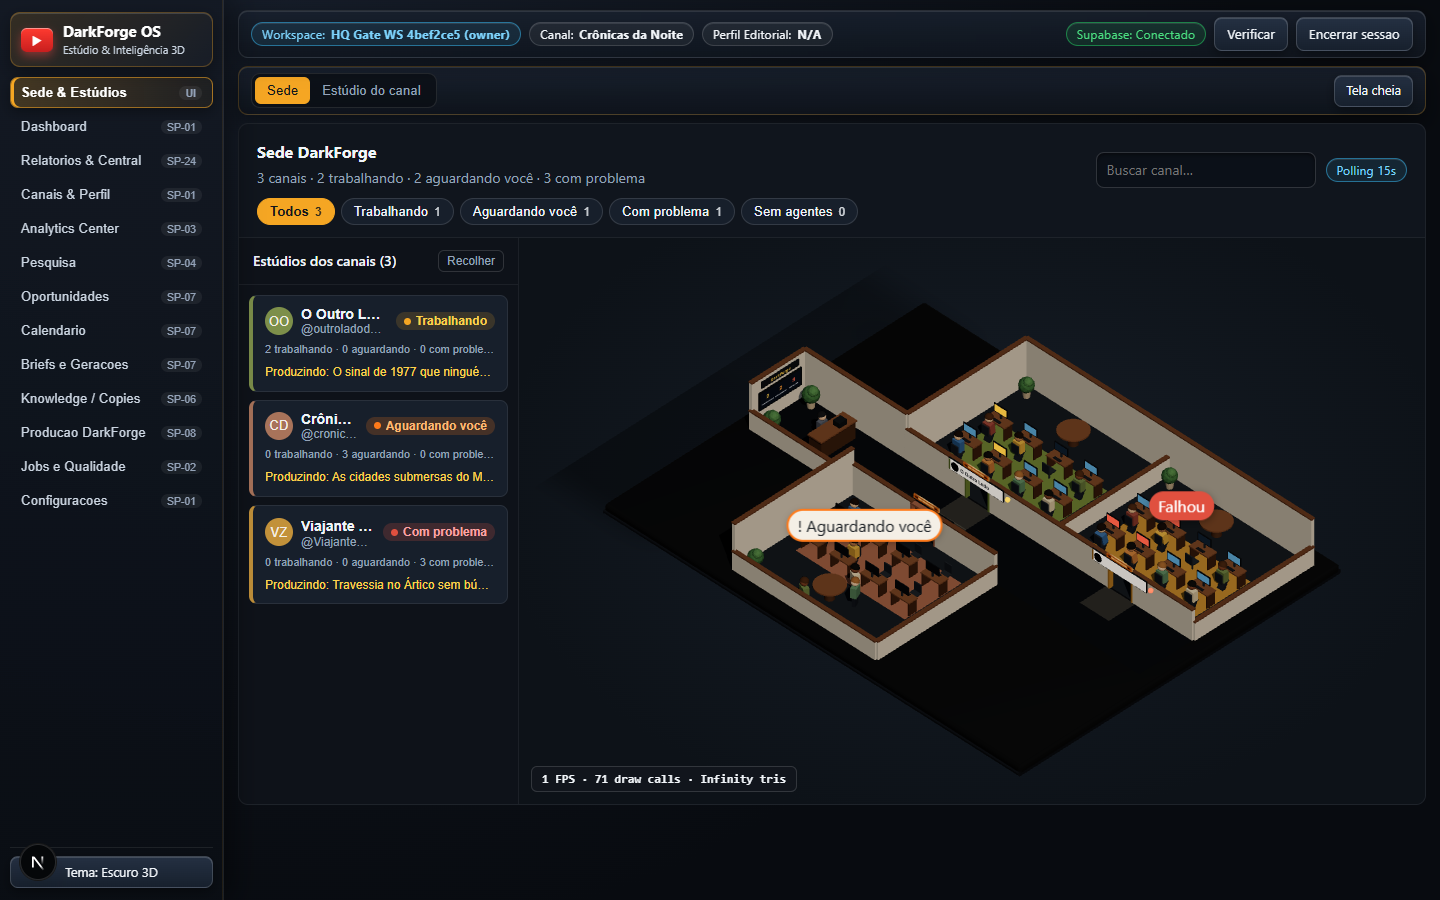 DarkForge OS
Estúdio & Inteligência 3D
Sede & Estúdios UI
Dashboard SP-01
Relatorios & Central SP-24
Canais & Perfil SP-01
Analytics Center SP-03
Pesquisa SP-04
Oportunidades SP-07
Calendario SP-07
Briefs e Geracoes SP-07
Knowledge / Copies SP-06
Producao DarkForge SP-08
Jobs e Qualidade SP-02
Configuracoes SP-01
N
Tema: Escuro 3D
Workspace: HQ Gate WS 4bef2ce5 (owner)
Canal: Crônicas da Noite
Perfil Editorial: N/A
Supabase: Conectado
Verificar
Encerrar sessao
Sede
Estúdio do canal
Tela cheia
Sede DarkForge
3 canais · 2 trabalhando · 2 aguardando você · 3 com problema
Buscar canal...
Polling 15s
Todos 3
Trabalhando 1
Aguardando você 1
Com problema 1
Sem agentes 0
Estúdios dos canais (3)
Recolher
OO
O Outro L...
@outroladod...
Trabalhando
2 trabalhando · 0 aguardando · 0 com proble...
Produzindo: O sinal de 1977 que ningué...
CD
Crôni...
@cronic...
Aguardando você
0 trabalhando · 3 aguardando · 0 com proble...
Produzindo: As cidades submersas do M...
VZ
Viajante ...
@Viajante...
Com problema
0 trabalhando · 0 aguardando · 3 com proble...
Produzindo: Travessia no Ártico sem bú...
! Aguardando você
Falhou
1 FPS · 71 draw calls · Infinity tris